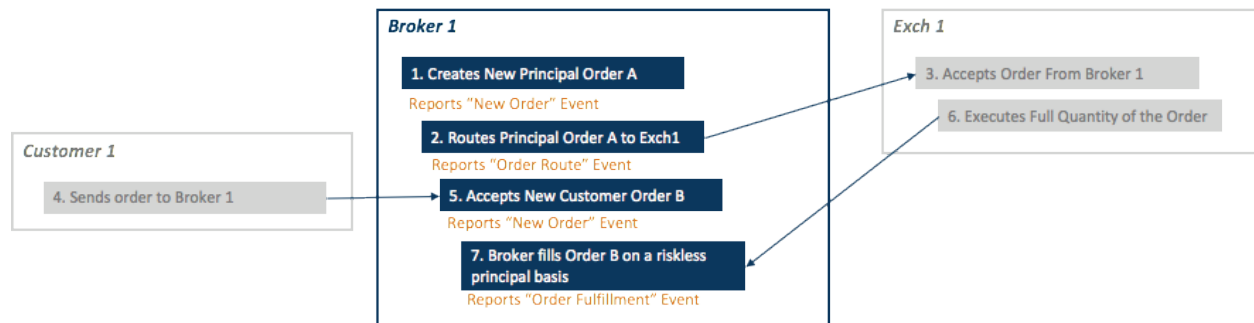 Broker 1
1. Creates New Principal Order A
Reports "New Order" Event
2. Routes Principal Order A to Exch1
Reports "Order Route" Event
5. Accepts New Customer Order B
Reports "New Order" Event
7. Broker fills Order B on a riskless
principal basis
Reports "Order Fulfillment" Event
Customer 1
4. Sends order to Broker 1
Exch 1
3. Accepts Order From Broker 1
6. Executes Full Quantity of the Order